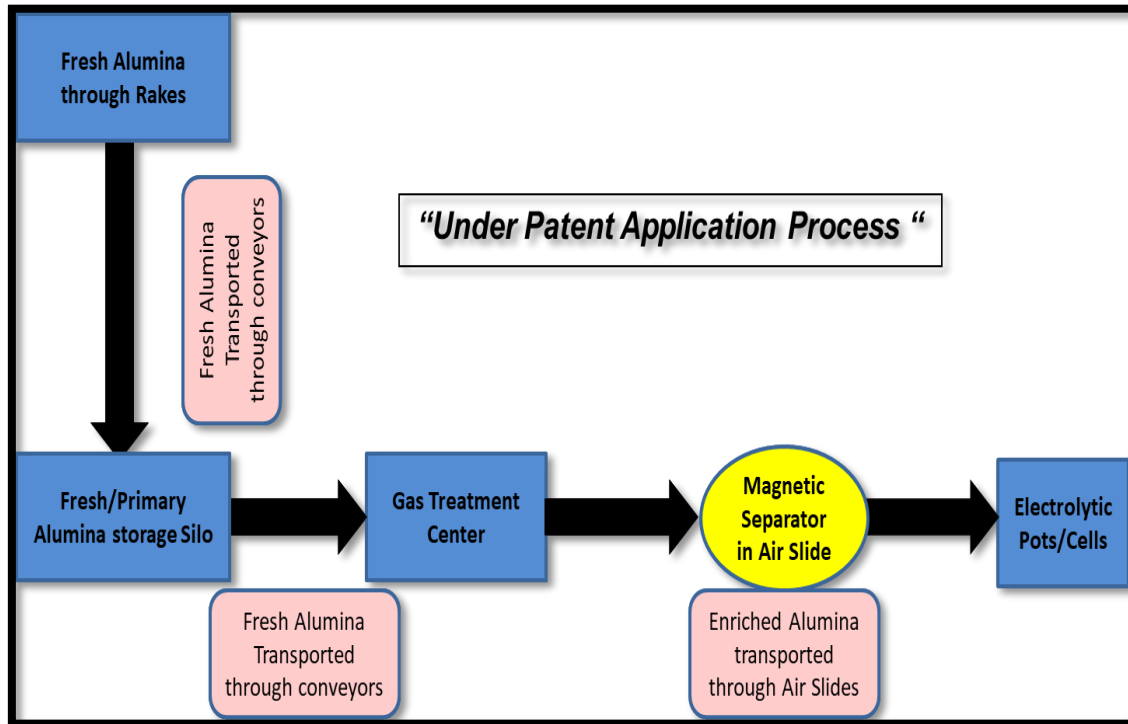 Fresh Alumina
through Rakes
Fresh Alumina
Transported
through conveyors
“Under Patent Application Process “
Fresh/Primary
Alumina storage Silo
Gas Treatment
Center
Magnetic
Separator
in Air Slide
Electrolytic
Pots/Cells
Fresh Alumina
Transported
through conveyors
Enriched Alumina
transported
through Air Slides